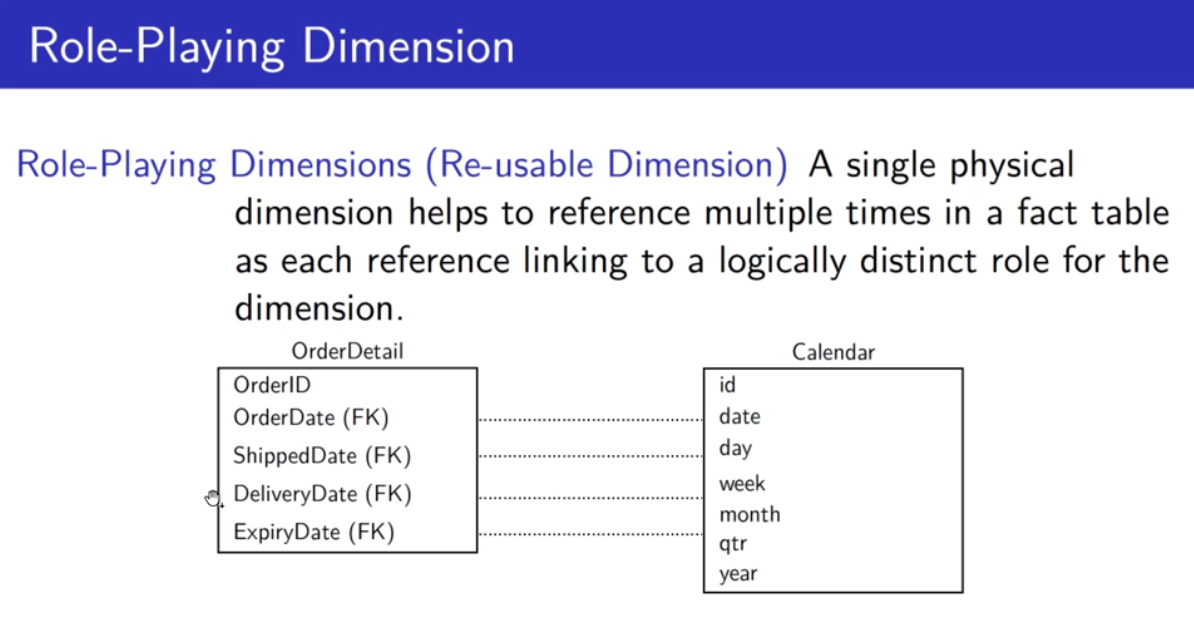 Role-Playing Dimension
Role-Playing Dimensions (Re-usable Dimension) A single physical
dimension helps to reference multiple times in a fact table
as each reference linking to a logically distinct role for the
dimension.
OrderDetail
OrderID
OrderDate (FK)
ShippedDate (FK)
DeliveryDate (FK)
ExpiryDate (FK)
Calendar
id
date
day
week
month
qtr
year